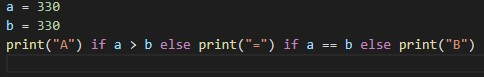 a = 330
b = 330
print("A") if a > b else print("=") if a == b else print("B")